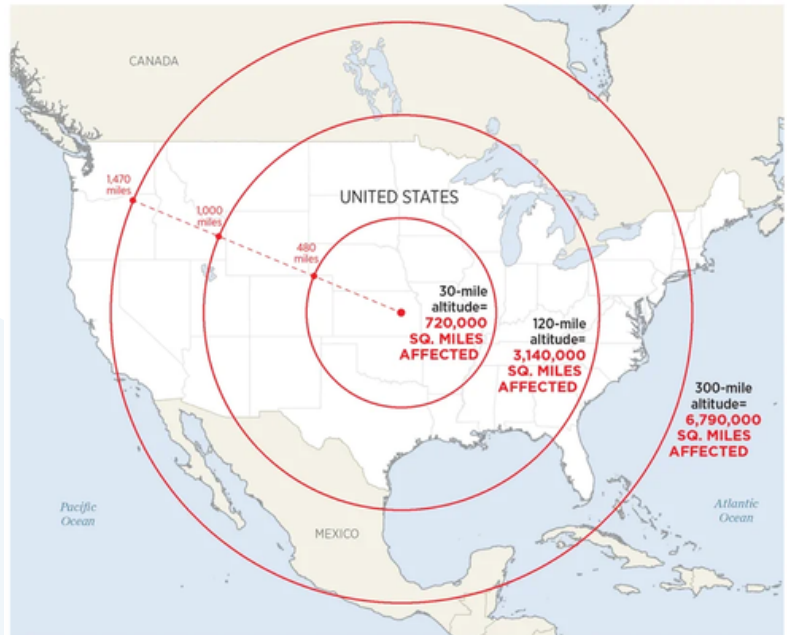 CANADA
1,470
miles
1,000
miles
UNITED STATES
480
miles
30-mile
altitude=
720,000
SQ. MILES
AFFECTED
120-mile
altitude=
3,140,000
SQ. MILES
AFFECTED
300-mile
altitude=
6,790,000
SQ. MILES
AFFECTED
Pacific
Ocean
Atlantic
Ocean
MEXICO